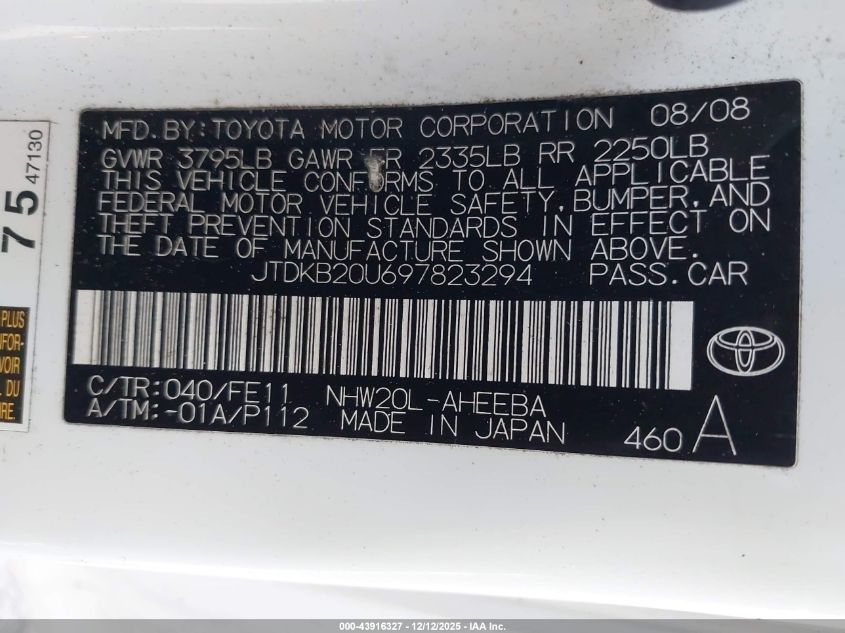 MFD.BY:TOYOTA MOTOR CORPORATION 08/08
GVWR 3795LB GAWR FR 2335LB RR 2250LB
THIS VEHICLE CONFORMS TO ALL APPLICABLE
FEDERAL MOTOR VEHICLE SAFETY,BUMPER,AND
THEFT PREVENTION STANDARDS IN EFFECT ON
THE DATE OF MANUFACTURE SHOWN ABOVE.
JTDKB20U697823294 PASS.CAR
C/TR:040/FE11 NHW20L-AHEEBA
A/TM:-01A/P112 MADE IN JAPAN
460 A
75
47130
PLUS
NFOR-
VOIR
DU
IRE.
000-43916327 - 12/12/2025 - IAA Inc.